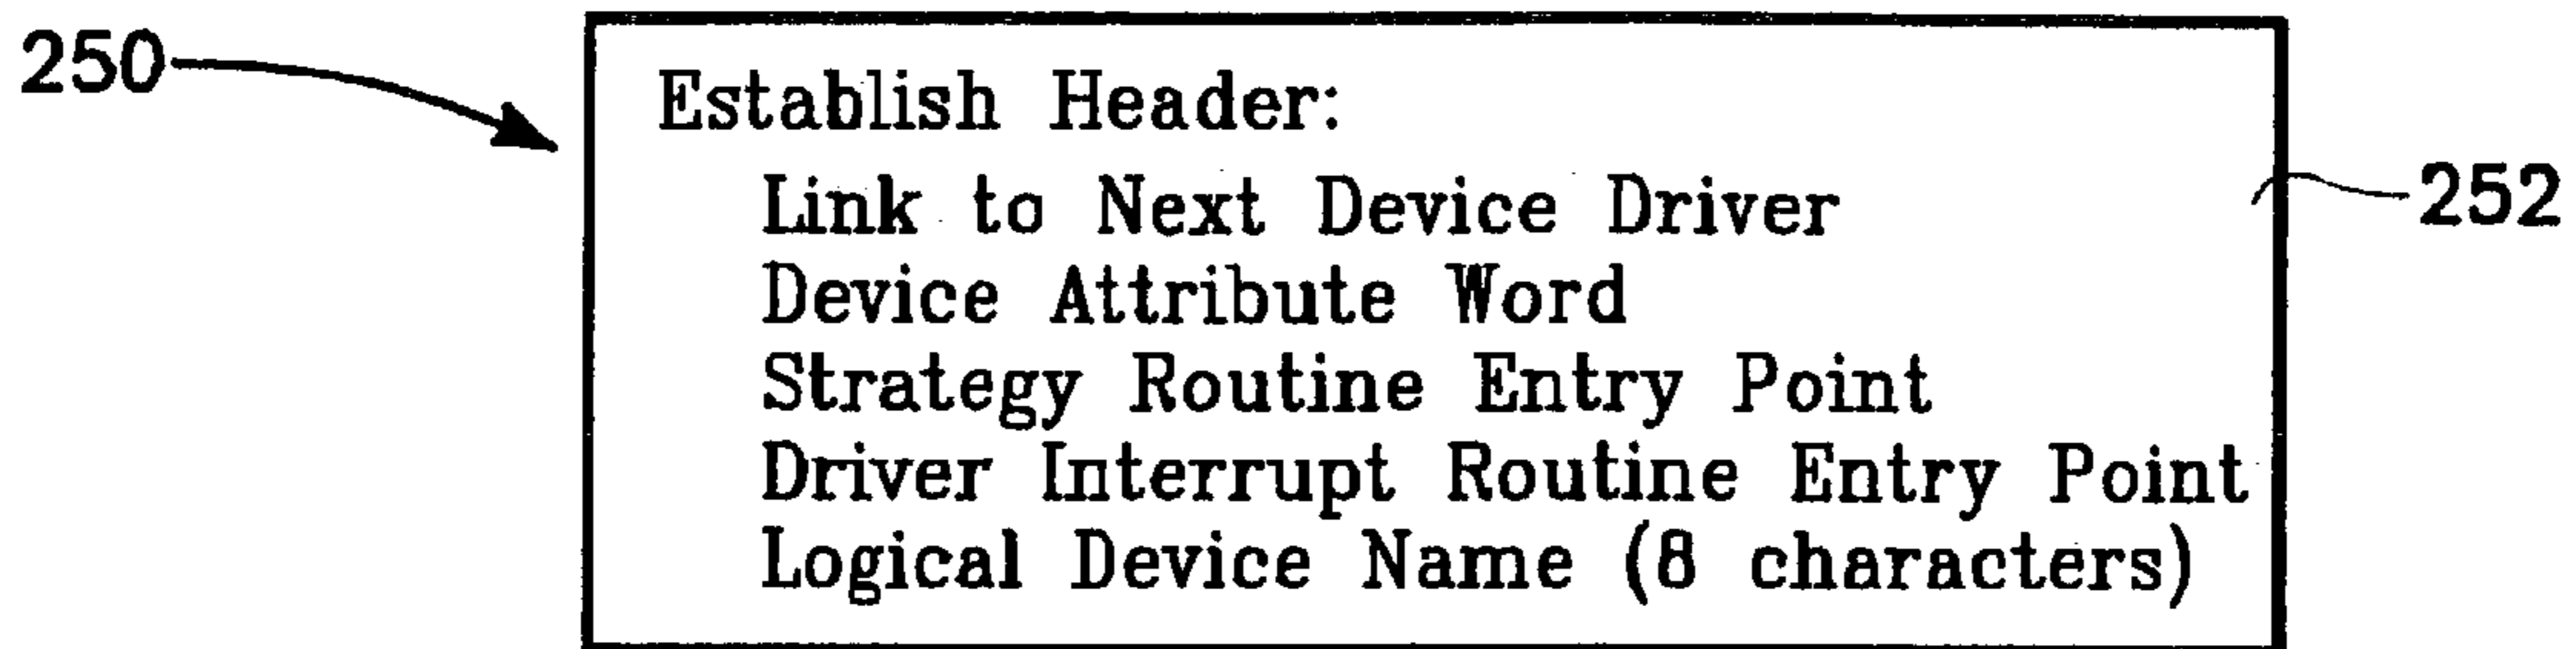 250
Establish Header:
Link to Next Device Driver
252
Device Attribute Word
Strategy Routine Entry Point
Driver Interrupt Routine Entry Point
Logical Device Name (8 characters)